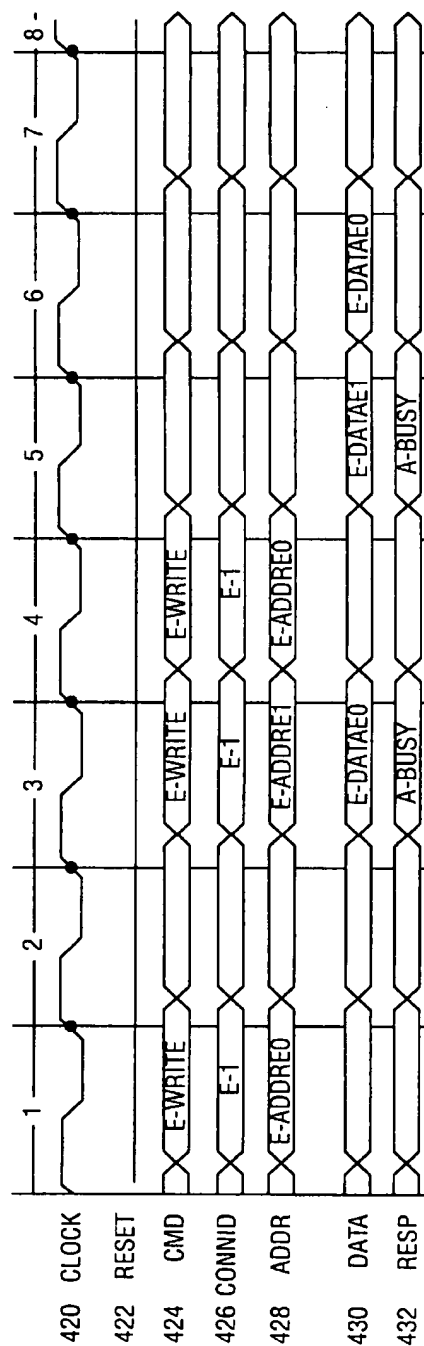 1 2 3 4 5 6 7 8
420 CLOCK
422 RESET
424 CMD E-WRITE E-WRITE E-WRITE
426 CONNID E-1 E-1 E-1
428 ADDR E-ADDRE0 E-ADDRE1 E-ADDRE0
430 DATA E-DATAE0 E-DATAE1 E-DATAE0
432 RESP A-BUSY A-BUSY